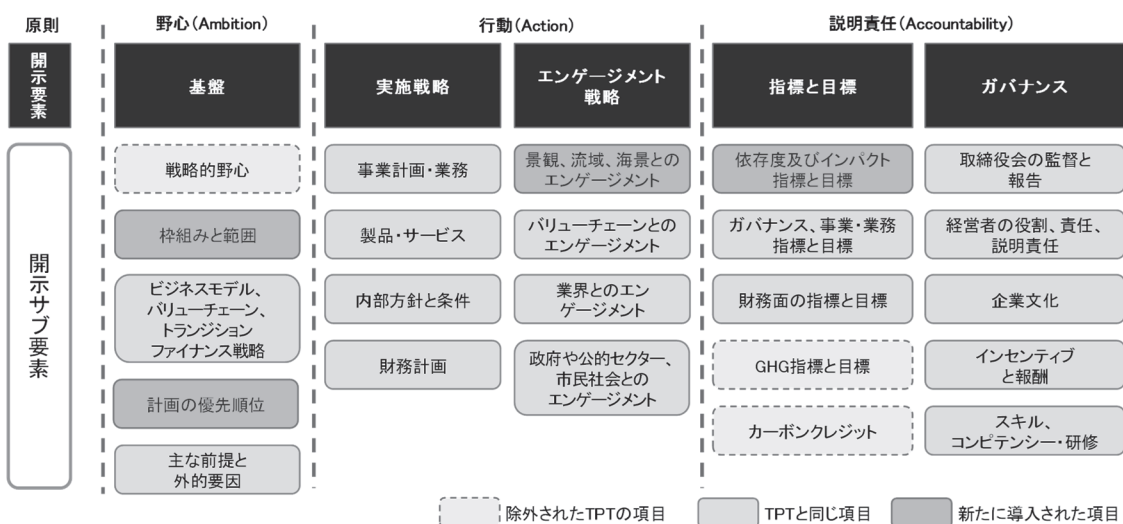 原則
野心(Ambition)
行動(Action)
説明責任(Accountability)
開示要素
基盤
実施戦略
エンゲージメント
戦略
指標と目標
ガバナンス
開示サブ要素
戦略的野心
枠組みと範囲
ビジネスモデル、
バリューチェーン、
トランジション
ファイナンス戦略
計画の優先順位
主な前提と
外的要因
事業計画・業務
製品・サービス
内部方針と条件
財務計画
景観、流域、海景との
エンゲージメント
バリューチェーンとの
エンゲージメント
業界とのエン
ゲージメント
政府や公的セクター、
市民社会との
エンゲージメント
依存度及びインパクト
指標と目標
ガバナンス、事業・業務
指標と目標
財務面の指標と目標
GHG指標と目標
カーボンクレジット
取締役会の監督と
報告
経営者の役割、責任、
説明責任
企業文化
インセンティブ
と報酬
スキル、
コンピテンシー・研修
除外されたTPTの項目
TPTと同じ項目
新たに導入された項目